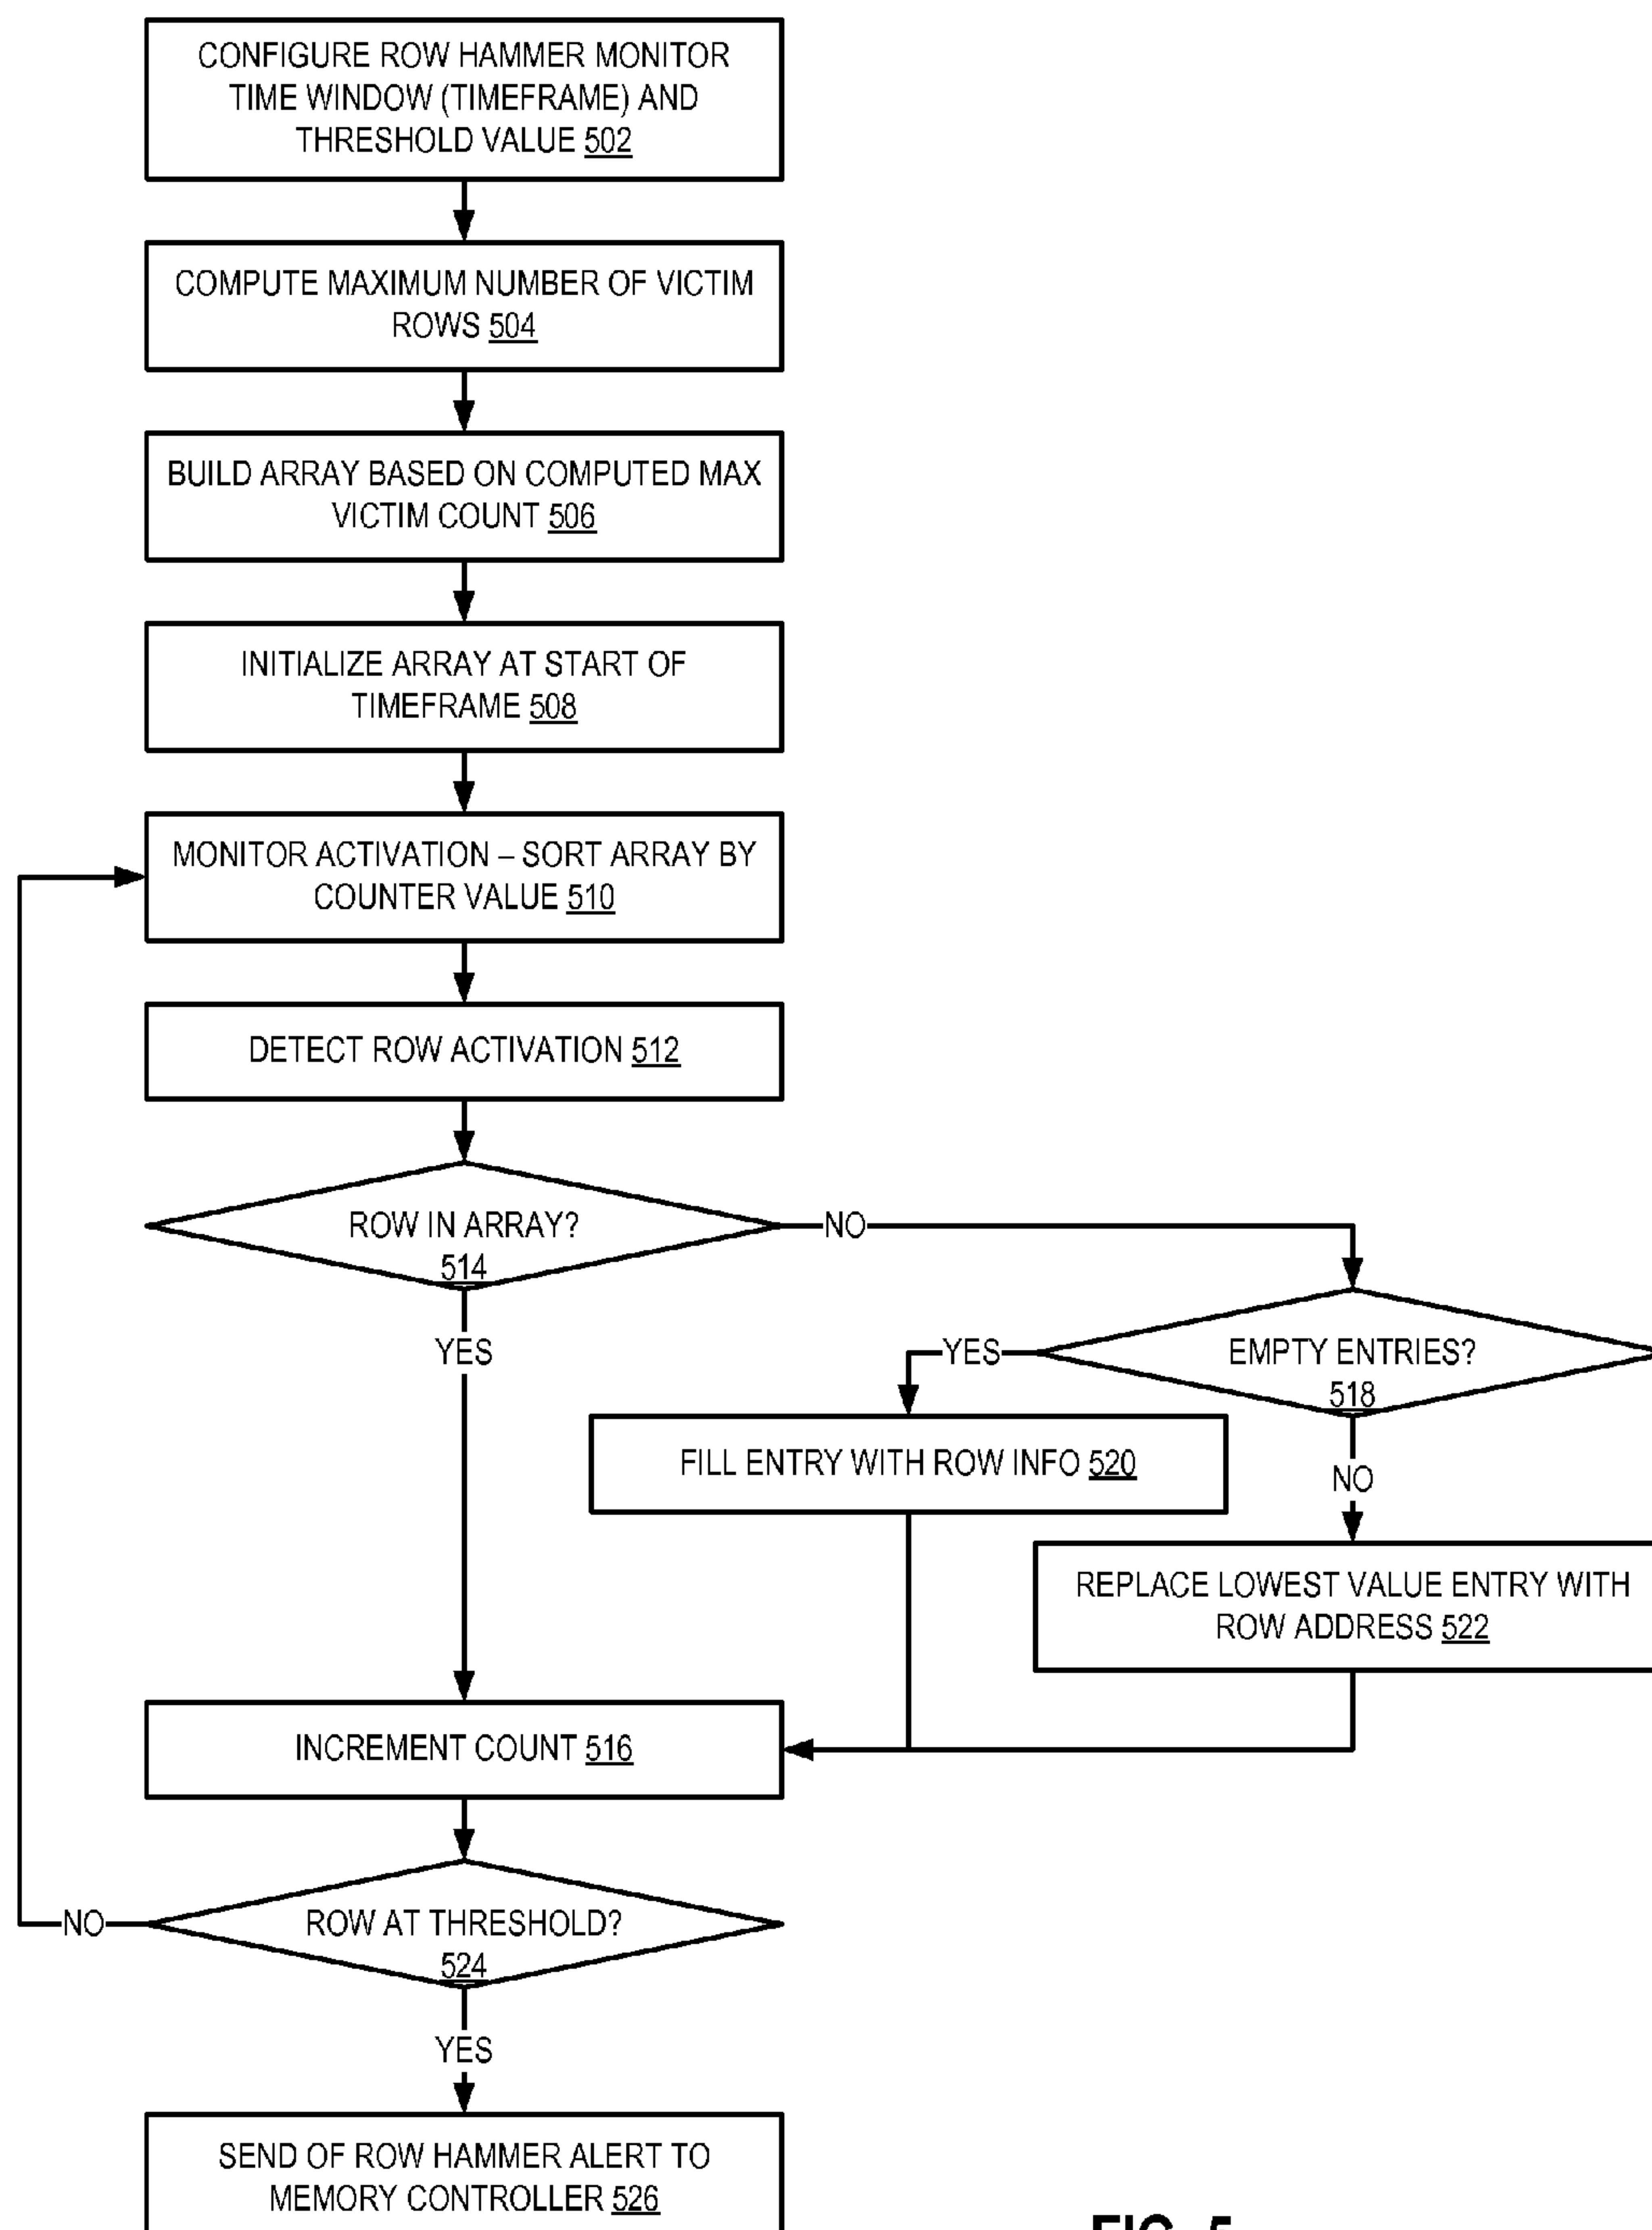 CONFIGURE ROW HAMMER MONITOR
TIME WINDOW (TIMEFRAME) AND
THRESHOLD VALUE 502
COMPUTE MAXIMUM NUMBER OF VICTIM
ROWS 504
BUILD ARRAY BASED ON COMPUTED MAX
VICTIM COUNT 506
INITIALIZE ARRAY AT START OF
TIMEFRAME 508
MONITOR ACTIVATION – SORT ARRAY BY
COUNTER VALUE 510
DETECT ROW ACTIVATION 512
ROW IN ARRAY?
514
NO
YES
EMPTY ENTRIES?
518
YES
NO
FILL ENTRY WITH ROW INFO 520
REPLACE LOWEST VALUE ENTRY WITH
ROW ADDRESS 522
INCREMENT COUNT 516
ROW AT THRESHOLD?
524
NO
YES
SEND OF ROW HAMMER ALERT TO
MEMORY CONTROLLER 526
FIG. 5